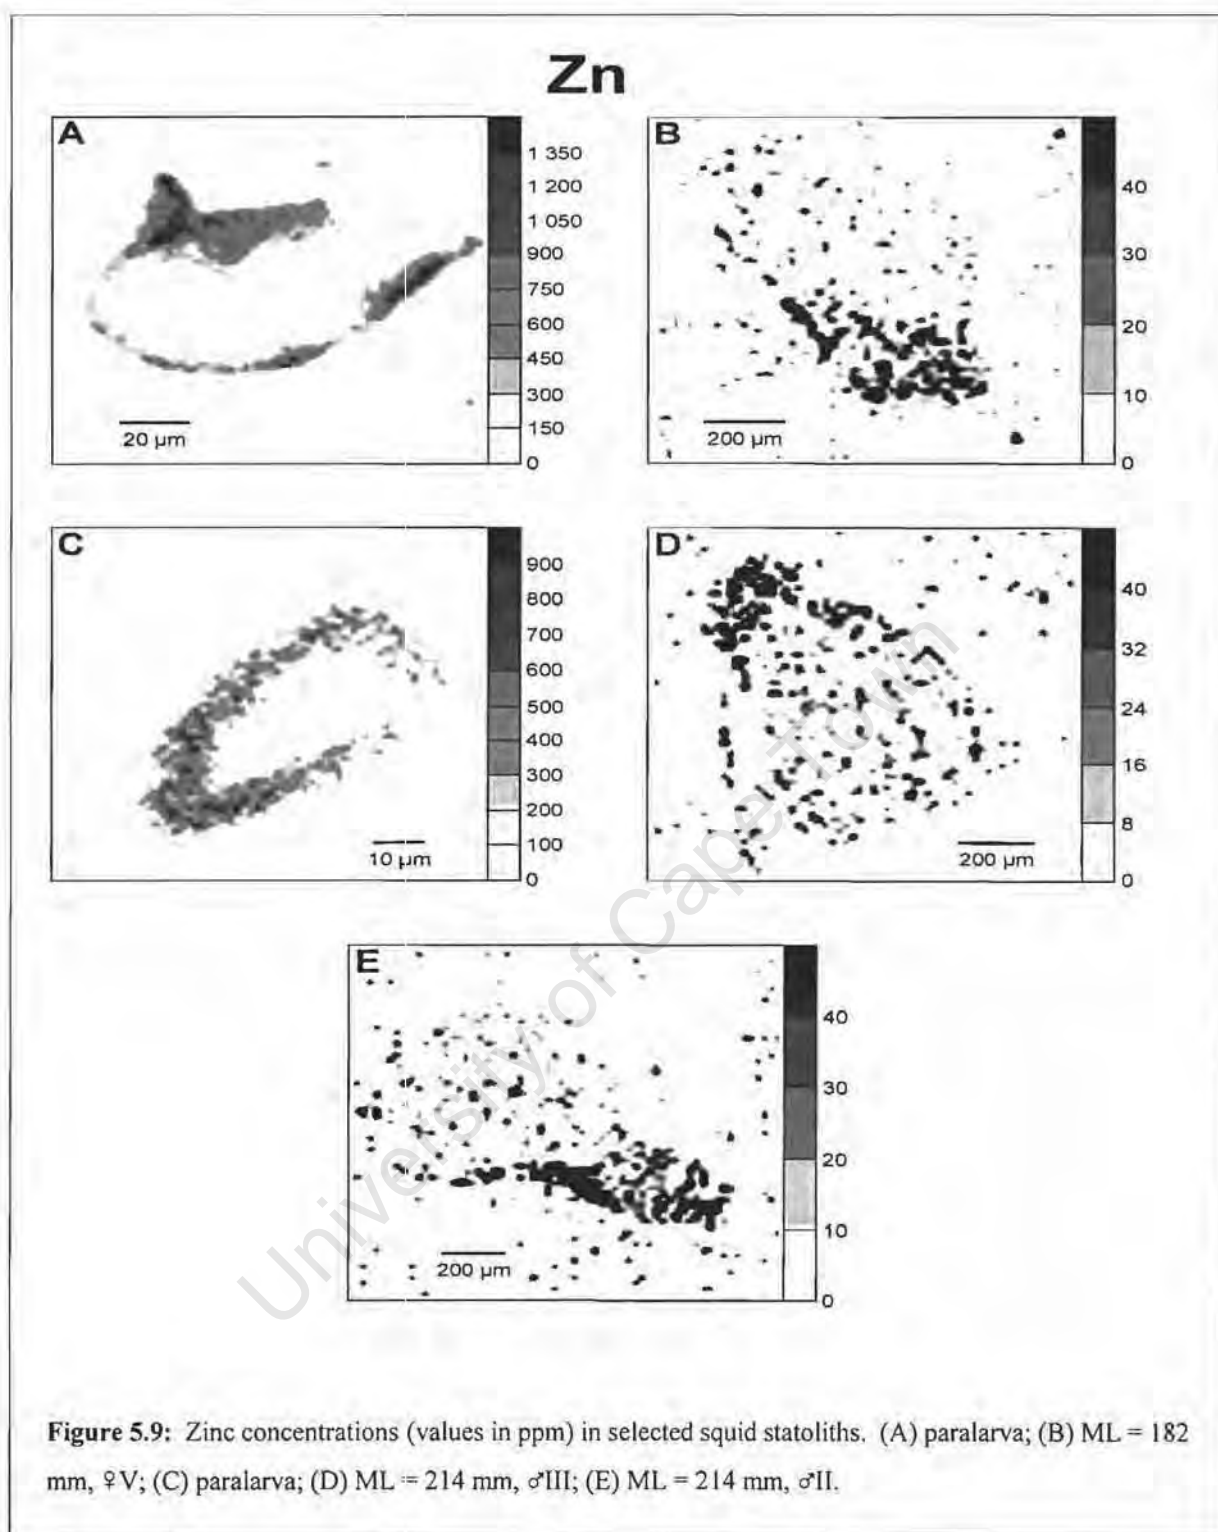 Zn
A
1 350
1 200
1 050
900
750
600
450
300
150
0
20 µm
B
40
30
20
10
0
200 µm
C
900
800
700
600
500
400
300
200
100
0
10 µm
D
40
32
24
16
8
0
200 µm
E
40
30
20
10
0
200 µm
University of Cape Town
Figure 5.9: Zinc concentrations (values in ppm) in selected squid statoliths. (A) paralarva; (B) ML = 182
mm, ♀V; (C) paralarva; (D) ML = 214 mm, ♂III; (E) ML = 214 mm, ♂II.